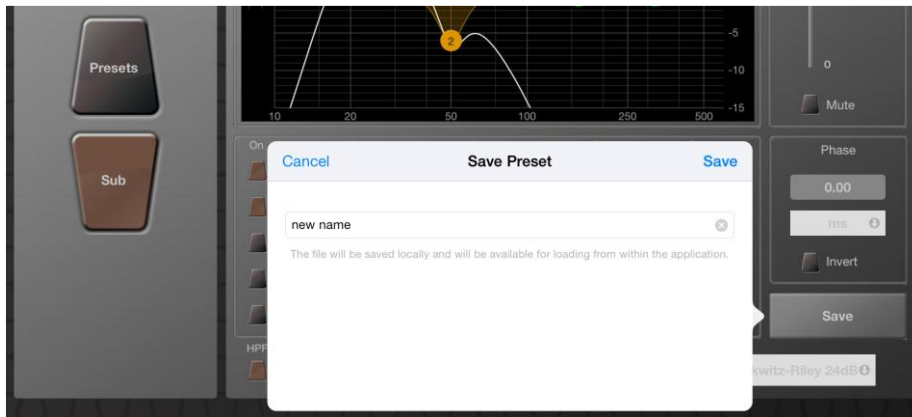 Presets
Sub
2
-5
-10
-15
10 20 50 100 250 500
0
Mute
On
Cancel Save Preset Save
new name
The file will be saved locally and will be available for loading from within the application.
HPF
Phase
0.00
ms
Invert
Save
kwitz-Riley 24dB